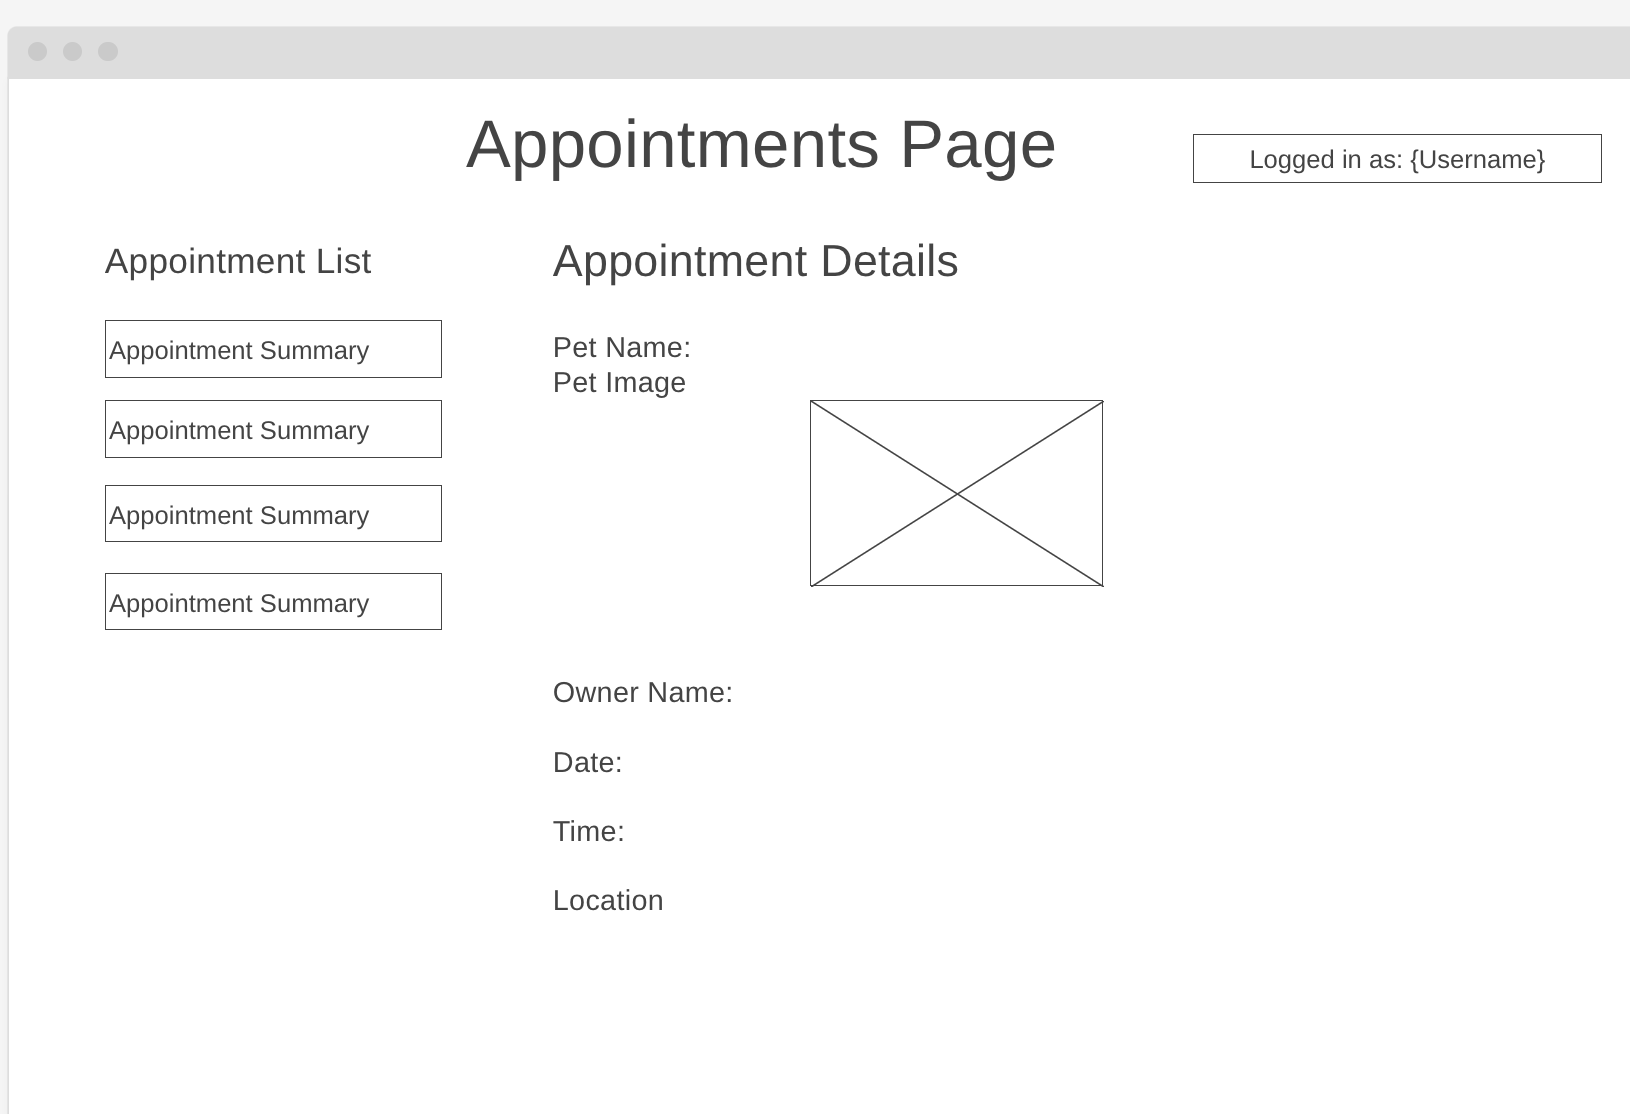 Appointments Page
Logged in as: {Username}
Appointment List
Appointment Summary
Appointment Summary
Appointment Summary
Appointment Summary
Appointment Details
Pet Name:
Pet Image
Owner Name:
Date:
Time:
Location